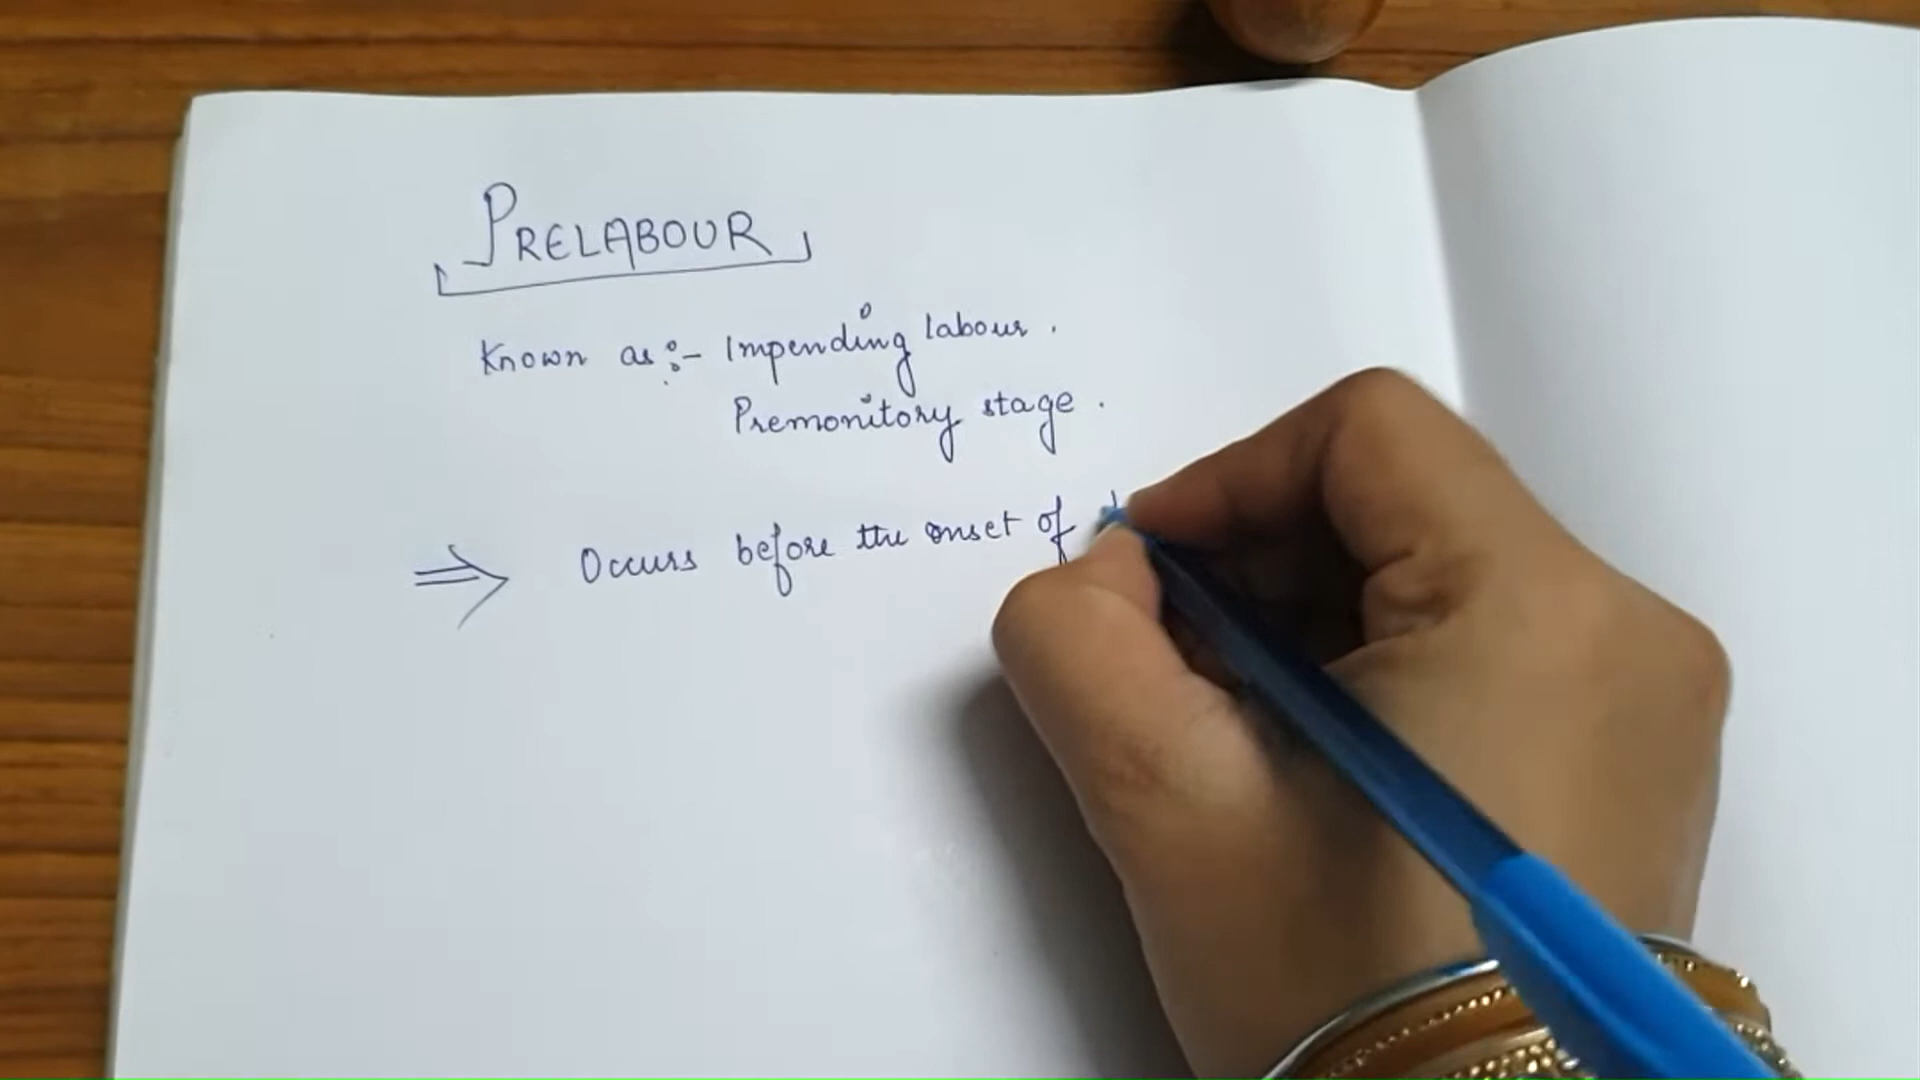 PRELABOUR
Known as :- Impending labour.
Premonitory stage.
⇒ Occurs before the onset of